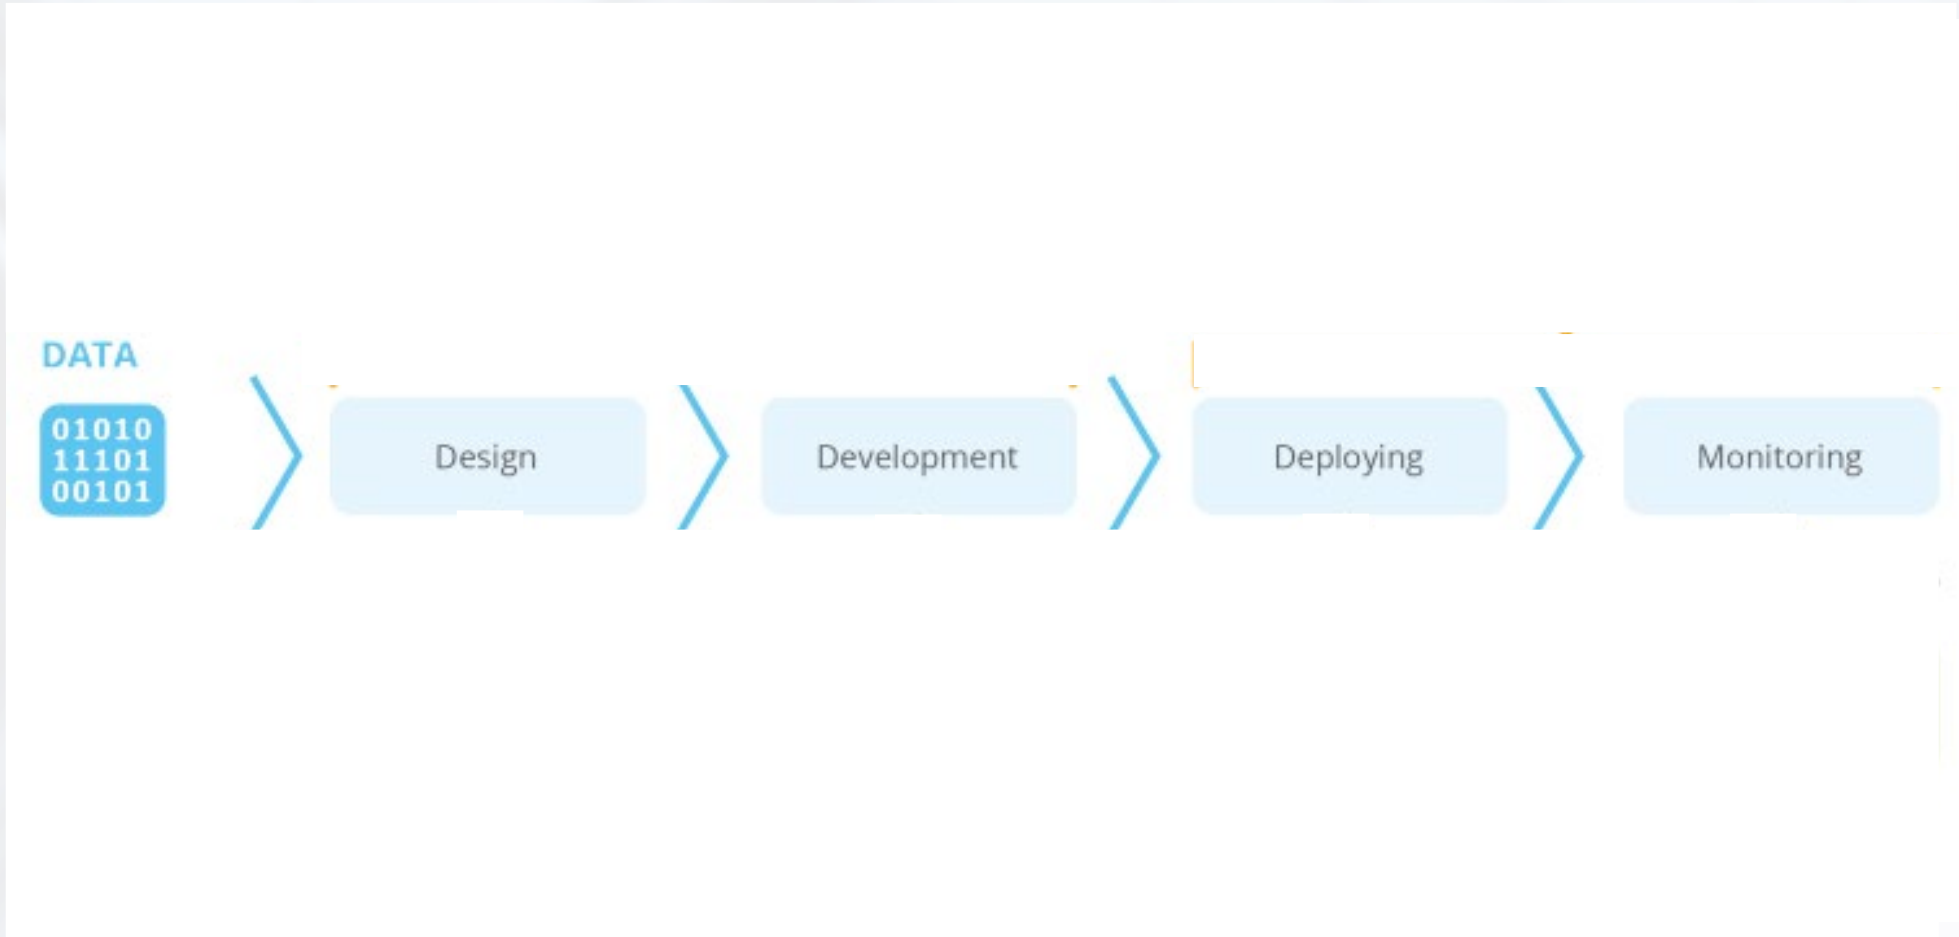 DATA
01010
11101
00101
Design
Development
Deploying
Monitoring